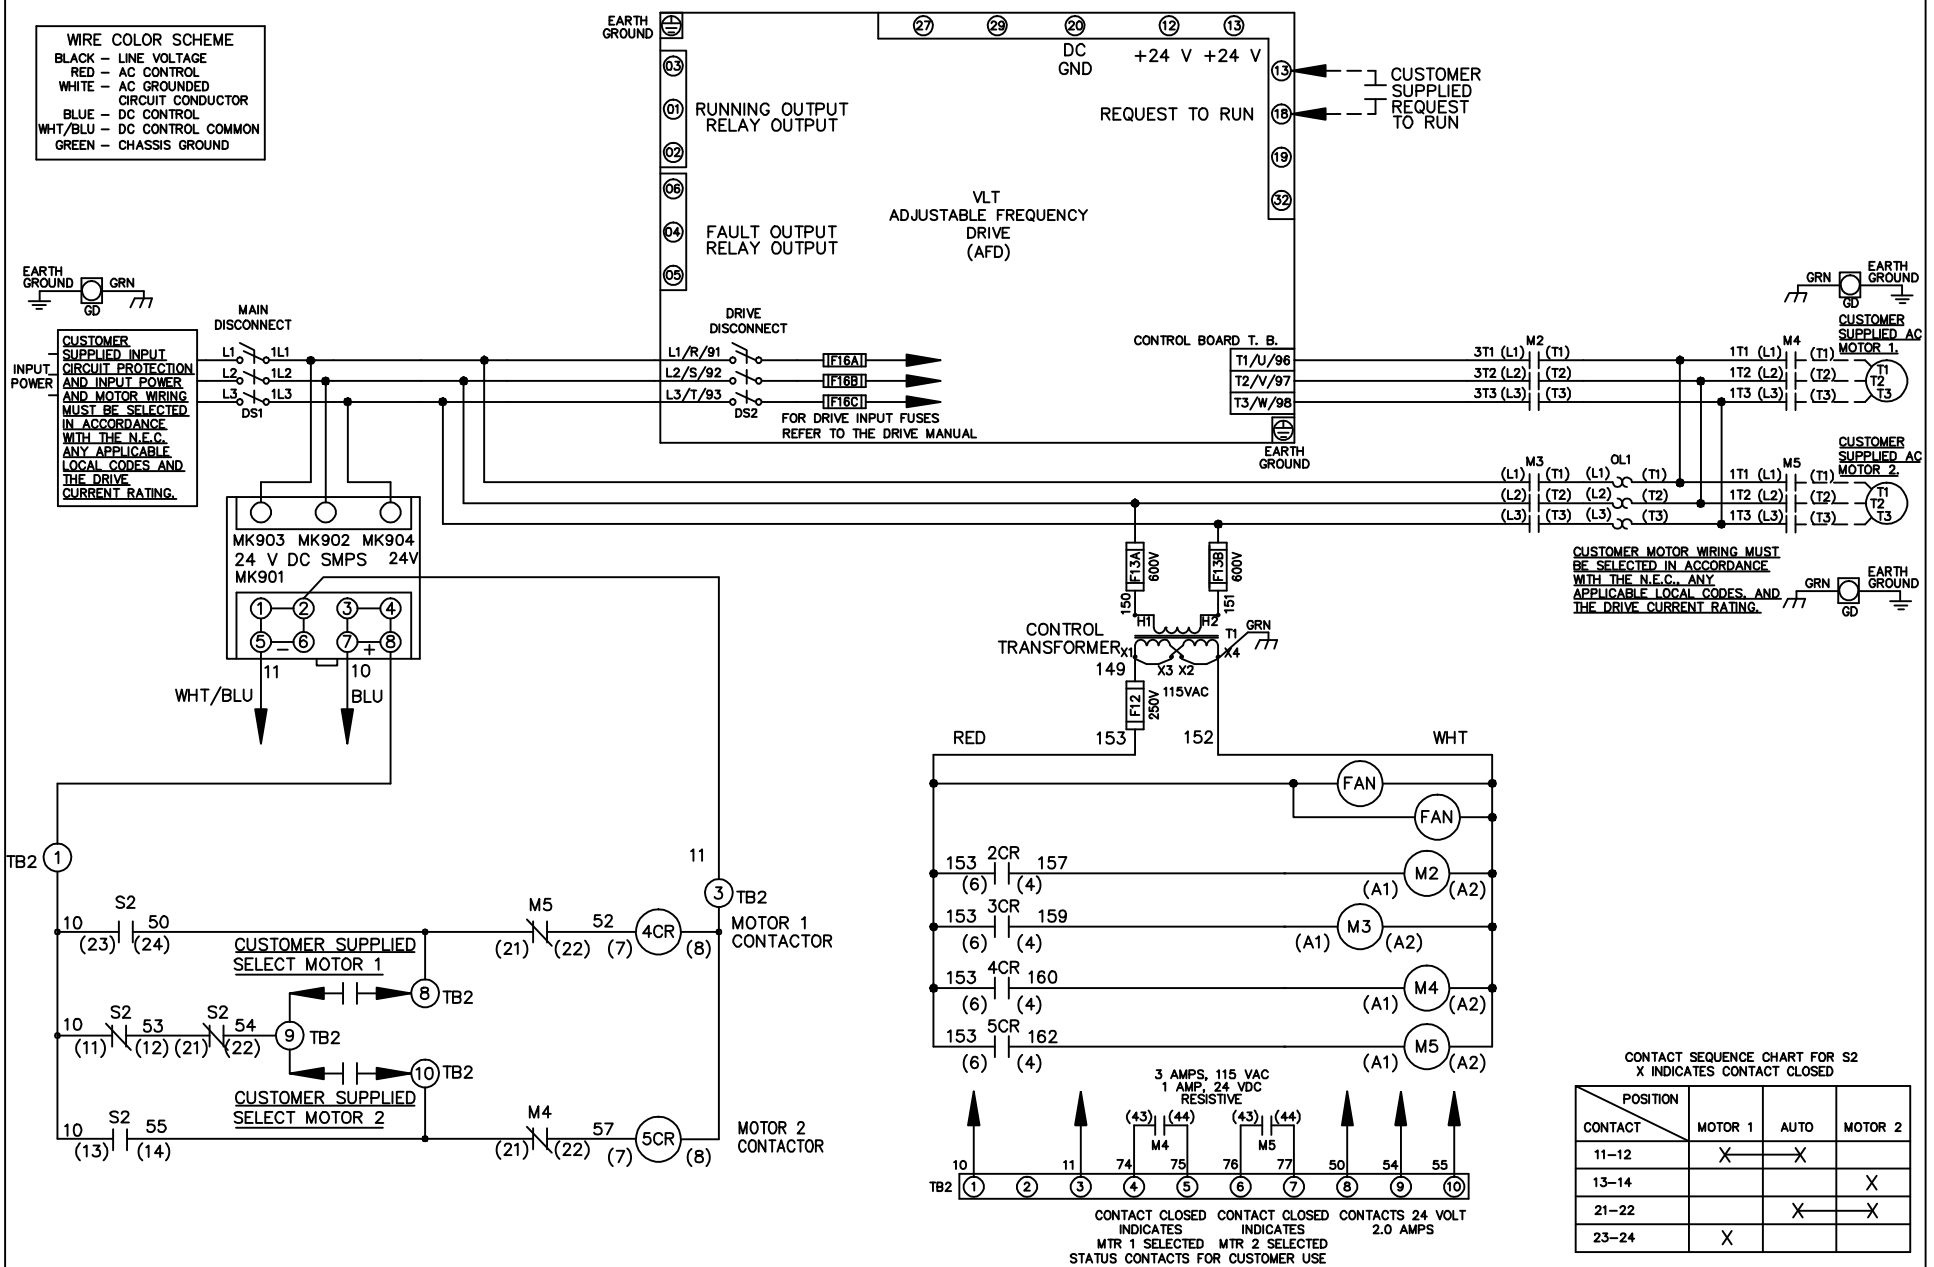 WIRE COLOR SCHEME
BLACK – LINE VOLTAGE
RED – AC CONTROL
WHITE – AC GROUNDED
CIRCUIT CONDUCTOR
BLUE – DC CONTROL
WHT/BLU – DC CONTROL COMMON
GREEN – CHASSIS GROUND
EARTH
GROUND
27 29 20 12 13
DC
GND
+24 V +24 V
03
01
02
RUNNING OUTPUT
RELAY OUTPUT
06
04
05
FAULT OUTPUT
RELAY OUTPUT
VLT
ADJUSTABLE FREQUENCY
DRIVE
(AFD)
REQUEST TO RUN
13
18
19
32
CUSTOMER
SUPPLIED
REQUEST
TO RUN
EARTH
GROUND
GRN
GD
INPUT
POWER
CUSTOMER
SUPPLIED INPUT
CIRCUIT PROTECTION
AND INPUT POWER
AND MOTOR WIRING
MUST BE SELECTED
IN ACCORDANCE
WITH THE N.E.C.
ANY APPLICABLE
LOCAL CODES AND
THE DRIVE
CURRENT RATING.
MAIN
DISCONNECT
L1 1L1
L2 1L2
L3 1L3
DS1
DRIVE
DISCONNECT
L1/R/91 F16A
L2/S/92 F16B
L3/T/93 F16C
DS2
FOR DRIVE INPUT FUSES
REFER TO THE DRIVE MANUAL
CONTROL BOARD T. B.
T1/U/96
T2/V/97
T3/W/98
EARTH
GROUND
M2
3T1 (L1) (T1)
3T2 (L2) (T2)
3T3 (L3) (T3)
M4
1T1 (L1) (T1)
1T2 (L2) (T2)
1T3 (L3) (T3)
T1
T2
T3
GRN
GD
EARTH
GROUND
CUSTOMER
SUPPLIED AC
MOTOR 1.
M3 OL1
(L1) (T1) (L1) (T1)
(L2) (T2) (L2) (T2)
(L3) (T3) (L3) (T3)
M5
1T1 (L1) (T1)
1T2 (L2) (T2)
1T3 (L3) (T3)
T1
T2
T3
CUSTOMER
SUPPLIED AC
MOTOR 2.
CUSTOMER MOTOR WIRING MUST
BE SELECTED IN ACCORDANCE
WITH THE N.E.C., ANY
APPLICABLE LOCAL CODES, AND
THE DRIVE CURRENT RATING.
GRN
GD
EARTH
GROUND
MK903 MK902 MK904
24 V DC SMPS 24V
MK901
1 2 3 4
5 – 6 7 + 8
11 10
WHT/BLU BLU
F13A 600V F13B 600V
150 151
H1 H2
CONTROL
TRANSFORMER
T1 GRN
X1 X3 X2 X4
149
F12 250V
115VAC
153 152
RED WHT
FAN
FAN
153 2CR 157
(6) (4) (A1) M2 (A2)
153 3CR 159
(6) (4) (A1) M3 (A2)
153 4CR 160
(6) (4) (A1) M4 (A2)
153 5CR 162
(6) (4) (A1) M5 (A2)
TB2 1
11
3 TB2
10 S2 50
(23) (24)
M5 52
(21) (22) (7) 4CR (8)
MOTOR 1
CONTACTOR
CUSTOMER SUPPLIED
SELECT MOTOR 1
8 TB2
10 S2 53 S2 54
(11) (12) (21) (22)
9 TB2
10 TB2
CUSTOMER SUPPLIED
SELECT MOTOR 2
10 S2 55
(13) (14)
M4 57
(21) (22) (7) 5CR (8)
MOTOR 2
CONTACTOR
3 AMPS, 115 VAC
1 AMP, 24 VDC
RESISTIVE
(43) (44) (43) (44)
M4 M5
10 11 74 75 76 77 50 54 55
TB2 1 2 3 4 5 6 7 8 9 10
CONTACT CLOSED
INDICATES
MTR 1 SELECTED
CONTACT CLOSED
INDICATES
MTR 2 SELECTED
STATUS CONTACTS FOR CUSTOMER USE
CONTACTS 24 VOLT
2.0 AMPS
CONTACT SEQUENCE CHART FOR S2
X INDICATES CONTACT CLOSED
POSITION
CONTACT MOTOR 1 AUTO MOTOR 2
11–12 X X
13–14 X
21–22 X X
23–24 X